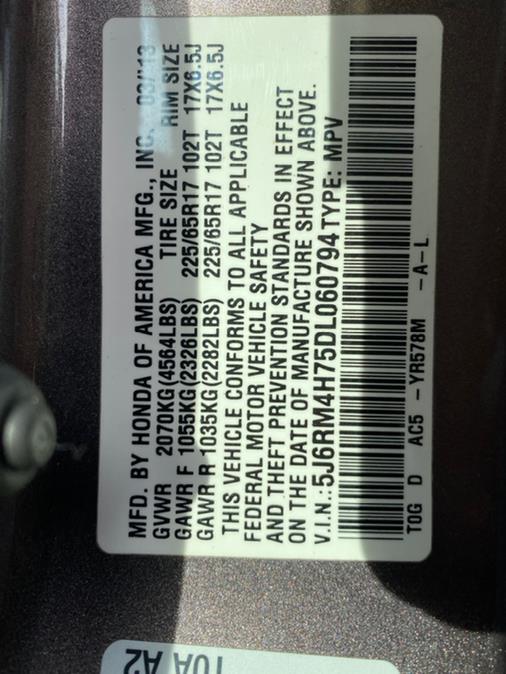 MFD. BY HONDA OF AMERICA MFG., INC. 03/'13
GVWR 2070KG(4564LBS) TIRE SIZE RIM SIZE
GAWR F 1055KG(2326LBS) 225/65R17 102T 17X6.5J
GAWR R 1035KG(2282LBS) 225/65R17 102T 17X6.5J
THIS VEHICLE CONFORMS TO ALL APPLICABLE
FEDERAL MOTOR VEHICLE SAFETY
AND THEFT PREVENTION STANDARDS IN EFFECT
ON THE DATE OF MANUFACTURE SHOWN ABOVE.
V.I.N.:5J6RM4H75DL060794 TYPE: MPV
T0G D AC5 -YR578M -A-L
T0A A2